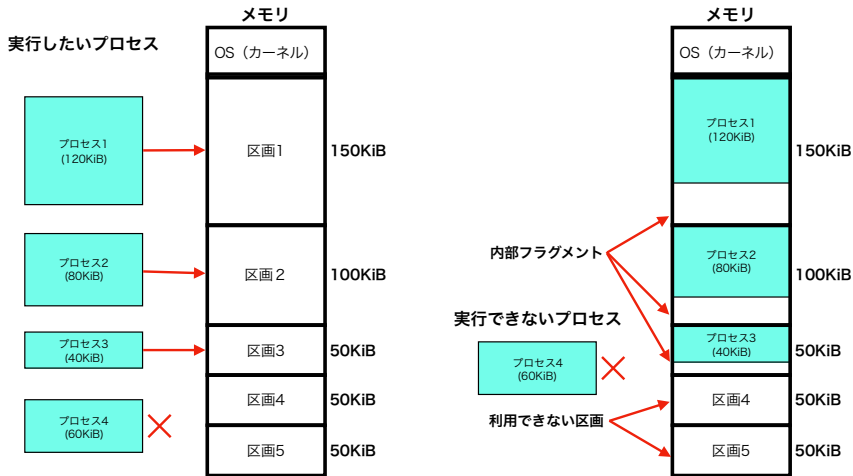 メモリ
実行したいプロセス
OS（カーネル）
プロセス1
(120KiB)
区画1
150KiB
プロセス2
(80KiB)
区画２
100KiB
プロセス3
(40KiB)
区画3
50KiB
区画4
50KiB
プロセス4
(60KiB)
区画5
50KiB
メモリ
OS（カーネル）
プロセス1
(120KiB)
150KiB
内部フラグメント
プロセス2
(80KiB)
100KiB
実行できないプロセス
プロセス3
(40KiB)
50KiB
プロセス4
(60KiB)
区画4
50KiB
利用できない区画
区画5
50KiB